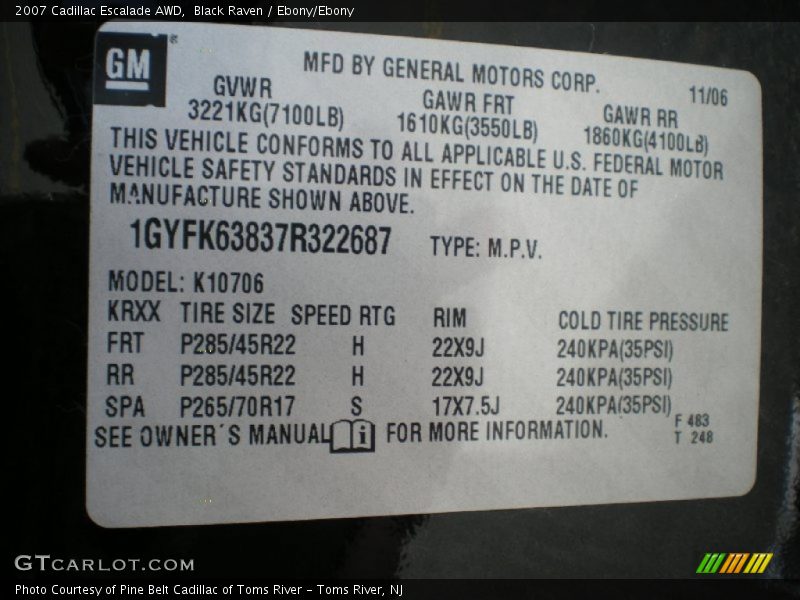 2007 Cadillac Escalade AWD, Black Raven / Ebony/Ebony
GM ®
MFD BY GENERAL MOTORS CORP.
11/06
GVWR GAWR FRT GAWR RR
3221KG(7100LB) 1610KG(3550LB) 1860KG(4100LB)
THIS VEHICLE CONFORMS TO ALL APPLICABLE U.S. FEDERAL MOTOR
VEHICLE SAFETY STANDARDS IN EFFECT ON THE DATE OF
MANUFACTURE SHOWN ABOVE.
1GYFK63837R322687 TYPE: M.P.V.
MODEL: K10706
KRXX TIRE SIZE SPEED RTG RIM COLD TIRE PRESSURE
FRT P285/45R22 H 22X9J 240KPA(35PSI)
RR P285/45R22 H 22X9J 240KPA(35PSI)
SPA P265/70R17 S 17X7.5J 240KPA(35PSI)
SEE OWNER´S MANUAL i FOR MORE INFORMATION.
F 483
T 248
GTCARLOT.COM
Photo Courtesy of Pine Belt Cadillac of Toms River – Toms River, NJ